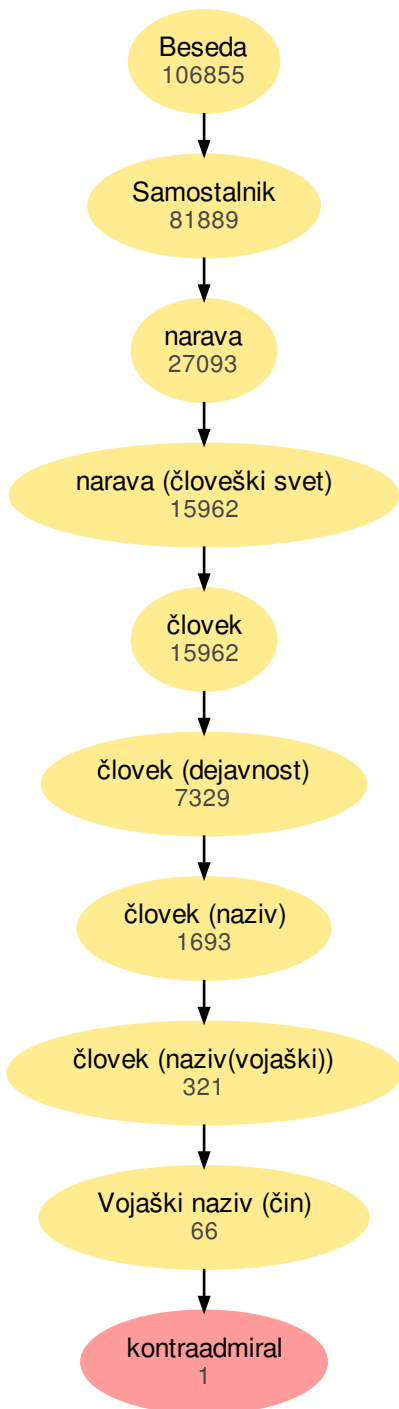 Beseda
106855
Samostalnik
81889
narava
27093
narava (človeški svet)
15962
človek
15962
človek (dejavnost)
7329
človek (naziv)
1693
človek (naziv(vojaški))
321
Vojaški naziv (čin)
66
kontraadmiral
1